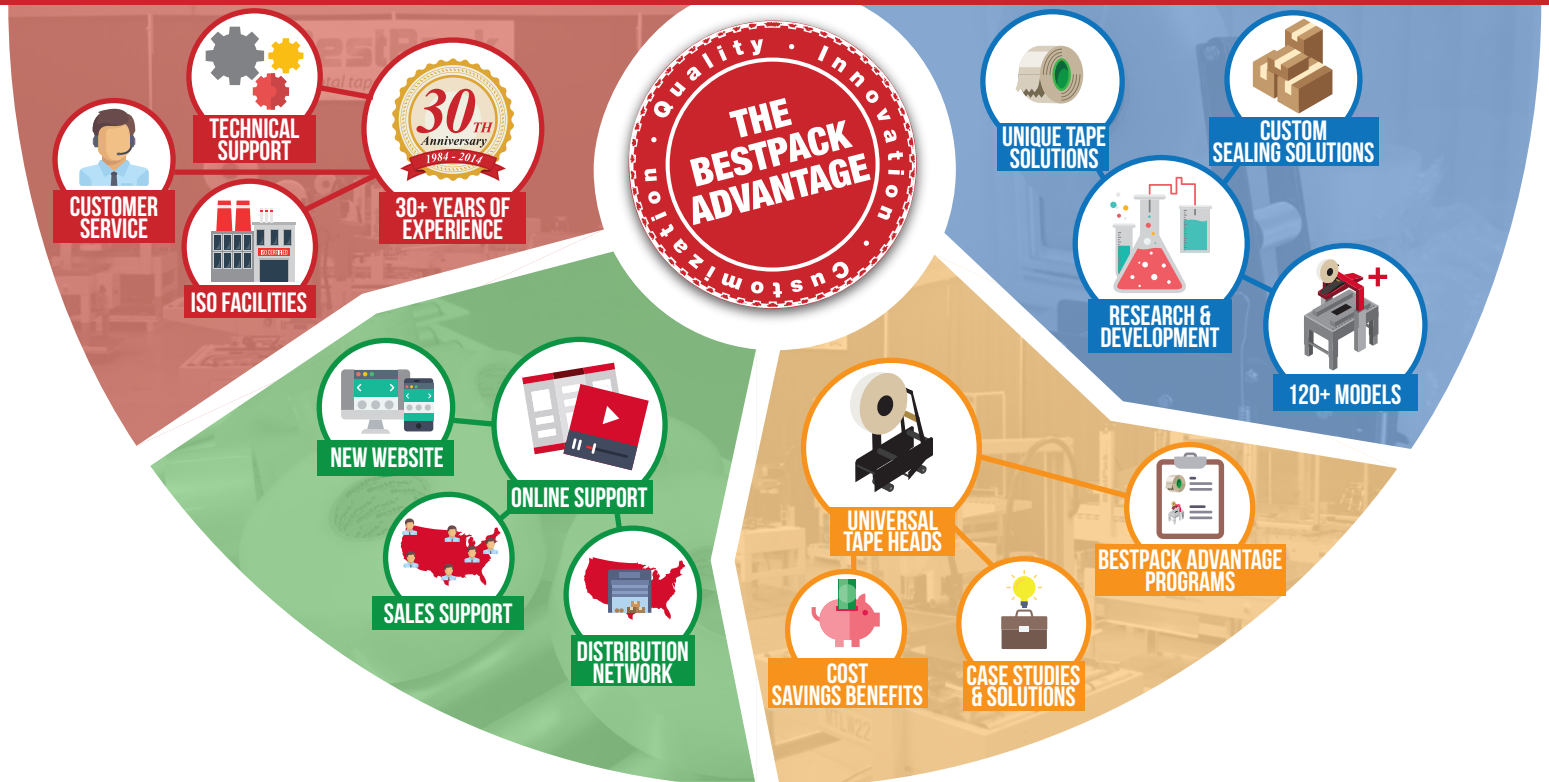 TECHNICAL
SUPPORT
CUSTOMER
SERVICE
30TH
Anniversary
1984 - 2014
30+ YEARS OF
EXPERIENCE
ISO CERTIFIED
ISO FACILITIES
Quality · Innovation · Customization ·
THE
BESTPACK
ADVANTAGE
UNIQUE TAPE
SOLUTIONS
CUSTOM
SEALING SOLUTIONS
RESEARCH &
DEVELOPMENT
120+ MODELS
NEW WEBSITE
ONLINE SUPPORT
SALES SUPPORT
DISTRIBUTION
NETWORK
UNIVERSAL
TAPE HEADS
BESTPACK ADVANTAGE
PROGRAMS
COST
SAVINGS BENEFITS
CASE STUDIES
& SOLUTIONS